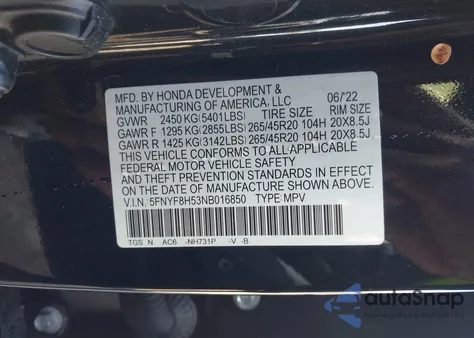 MFD. BY HONDA DEVELOPMENT &
MANUFACTURING OF AMERICA, LLC 06/'22
GVWR 2450 KG(5401LBS) TIRE SIZE RIM SIZE
GAWR F 1295 KG(2855LBS) 265/45R20 104H 20X8.5J
GAWR R 1425 KG(3142LBS) 265/45R20 104H 20X8.5J
THIS VEHICLE CONFORMS TO ALL APPLICABLE
FEDERAL MOTOR VEHICLE SAFETY AND
THEFT PREVENTION STANDARDS IN EFFECT ON
THE DATE OF MANUFACTURE SHOWN ABOVE.
V.I.N.: 5FNYF8H53NB016850 TYPE: MPV
TGS N AC6 -NH731P -V -B
autoSnap